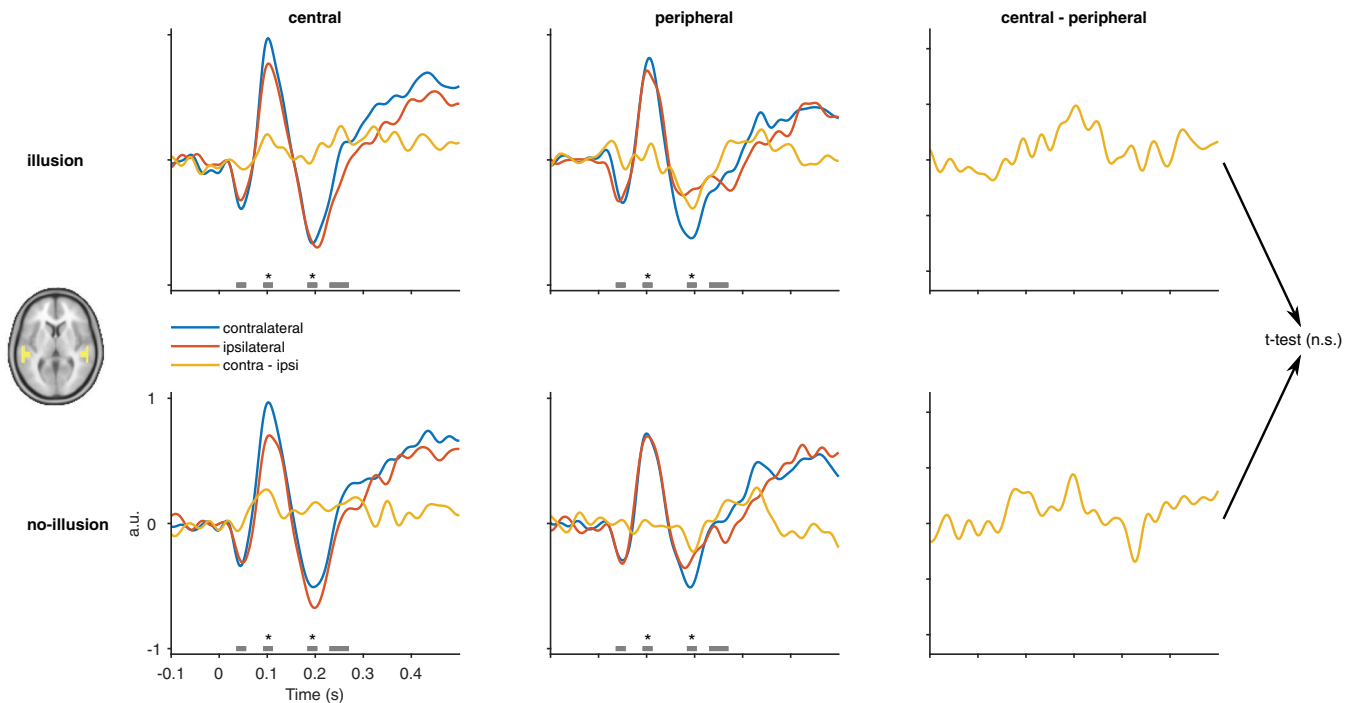 central peripheral central - peripheral
illusion
* * * *
contralateral
ipsilateral
contra - ipsi
t-test (n.s.)
no-illusion
a.u.
1
0
-1
* * * *
-0.1 0 0.1 0.2 0.3 0.4
Time (s)